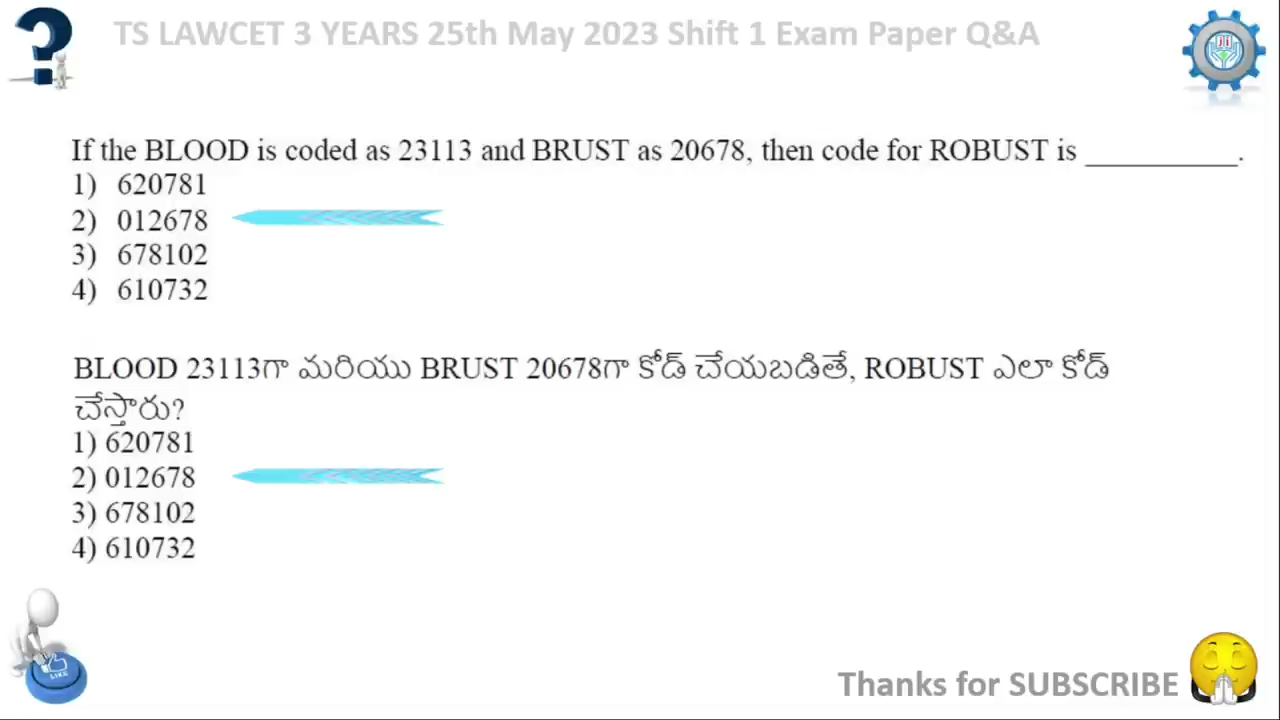 TS LAWCET 3 YEARS 25th May 2023 Shift 1 Exam Paper Q&A
If the BLOOD is coded as 23113 and BRUST as 20678, then code for ROBUST is __________.
1) 620781
2) 012678
3) 678102
4) 610732
BLOOD 23113గా మరియు BRUST 20678గా కోడ్ చేయబడితే, ROBUST ఎలా కోడ్
చేస్తారు?
1) 620781
2) 012678
3) 678102
4) 610732
LIKE
Thanks for SUBSCRIBE